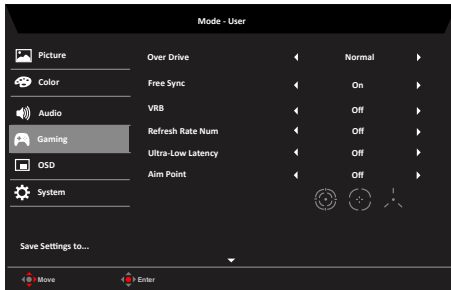 Mode - User
Picture
Over Drive Normal
Color
Free Sync On
Audio
VRB Off
Gaming
Refresh Rate Num Off
Ultra-Low Latency Off
OSD
Aim Point Off
System
Save Settings to...
Move Enter